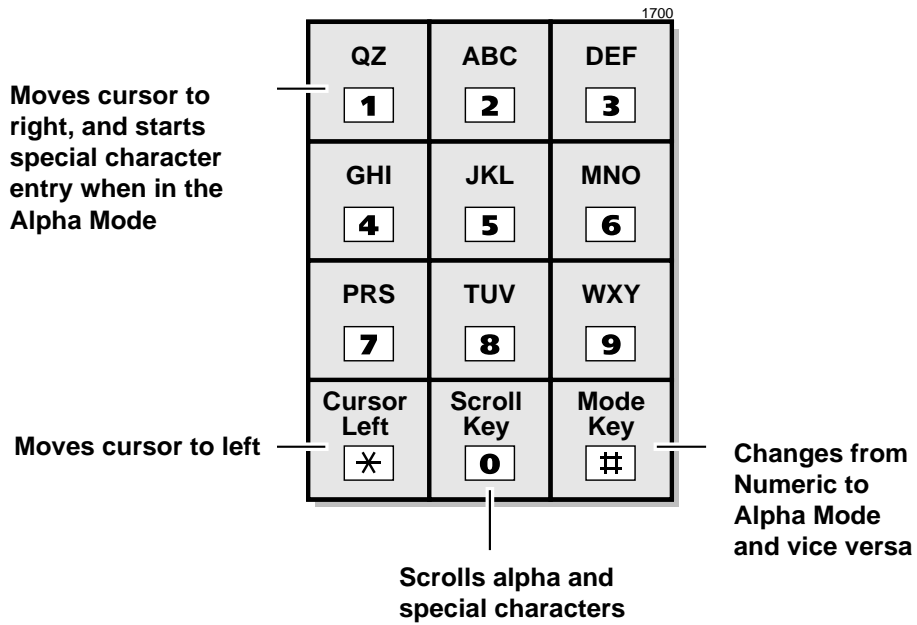 1700
QZ ABC DEF
1 2 3
Moves cursor to
right, and starts
special character
entry when in the
Alpha Mode
GHI JKL MNO
4 5 6
PRS TUV WXY
7 8 9
Cursor
Left
Scroll
Key
Mode
Key
* 0 #
Moves cursor to left
Changes from
Numeric to
Alpha Mode
and vice versa
Scrolls alpha and
special characters